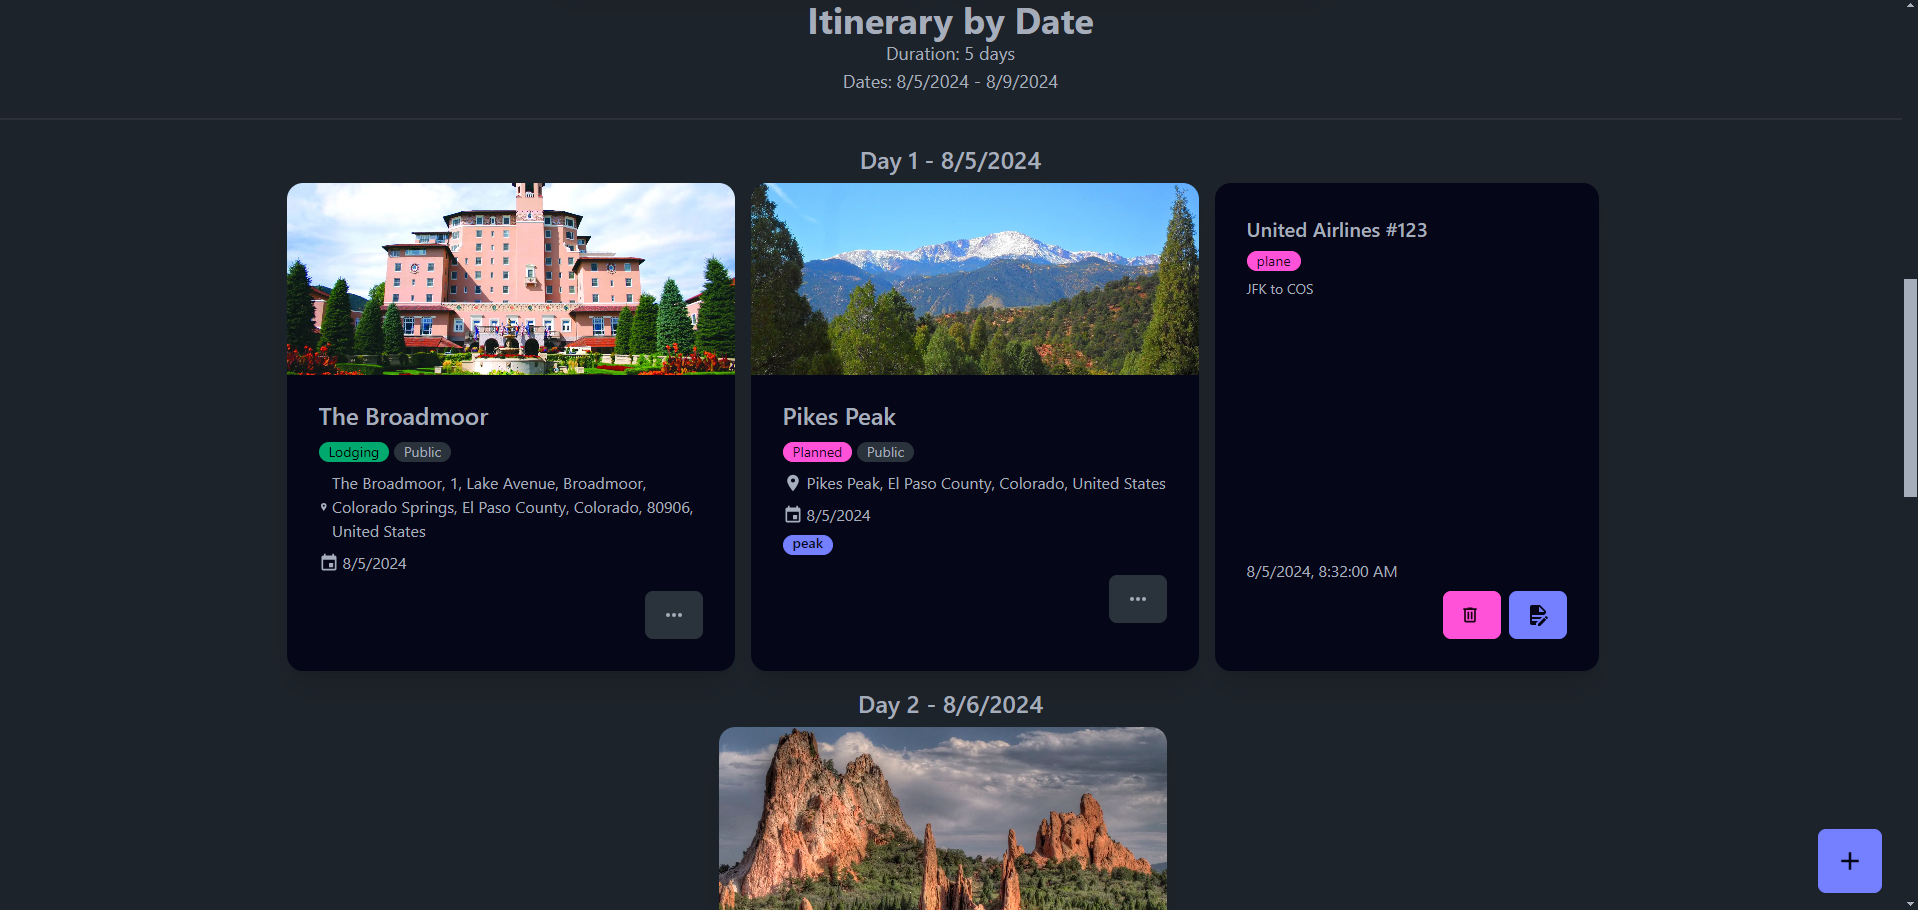 Itinerary by Date
Duration: 5 days
Dates: 8/5/2024 - 8/9/2024
Day 1 - 8/5/2024
The Broadmoor
Lodging
Public
The Broadmoor, 1, Lake Avenue, Broadmoor,
Colorado Springs, El Paso County, Colorado, 80906,
United States
8/5/2024
Pikes Peak
Planned
Public
Pikes Peak, El Paso County, Colorado, United States
8/5/2024
peak
United Airlines #123
plane
JFK to COS
8/5/2024, 8:32:00 AM
Day 2 - 8/6/2024